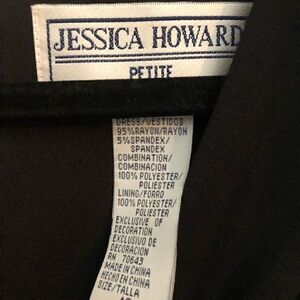 JESSICA HOWARD
PETITE
DRESS/VESTIDOS
95%RAYON/RAYON
5%SPANDEX/
SPANDEX
COMBINATION/
COMBINACION
100%POLYESTER/
POLIESTER
LINING/FORRO
100%POLYESTER/
POLIESTER
EXCLUSIVE OF
DECORATION
EXCLUSIVO DE
DECORACION
RN 70643
MADE IN CHINA
HECHO EN CHINA
SIZE/TALLA